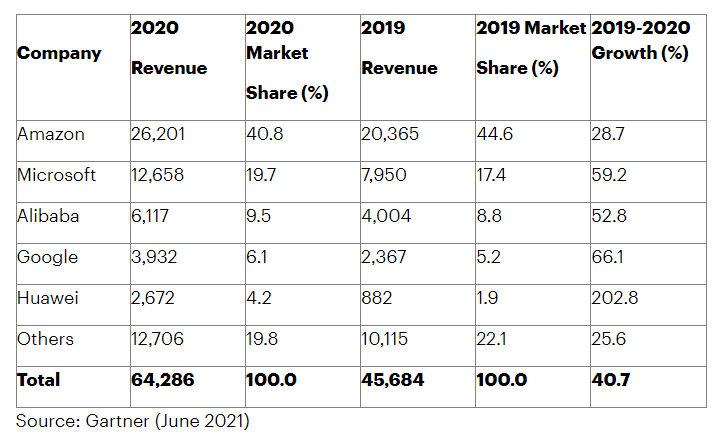 Company 2020 Revenue 2020 Market Share (%) 2019 Revenue 2019 Market Share (%) 2019-2020 Growth (%)
Amazon 26,201 40.8 20,365 44.6 28.7
Microsoft 12,658 19.7 7,950 17.4 59.2
Alibaba 6,117 9.5 4,004 8.8 52.8
Google 3,932 6.1 2,367 5.2 66.1
Huawei 2,672 4.2 882 1.9 202.8
Others 12,706 19.8 10,115 22.1 25.6
Total 64,286 100.0 45,684 100.0 40.7
Source: Gartner (June 2021)